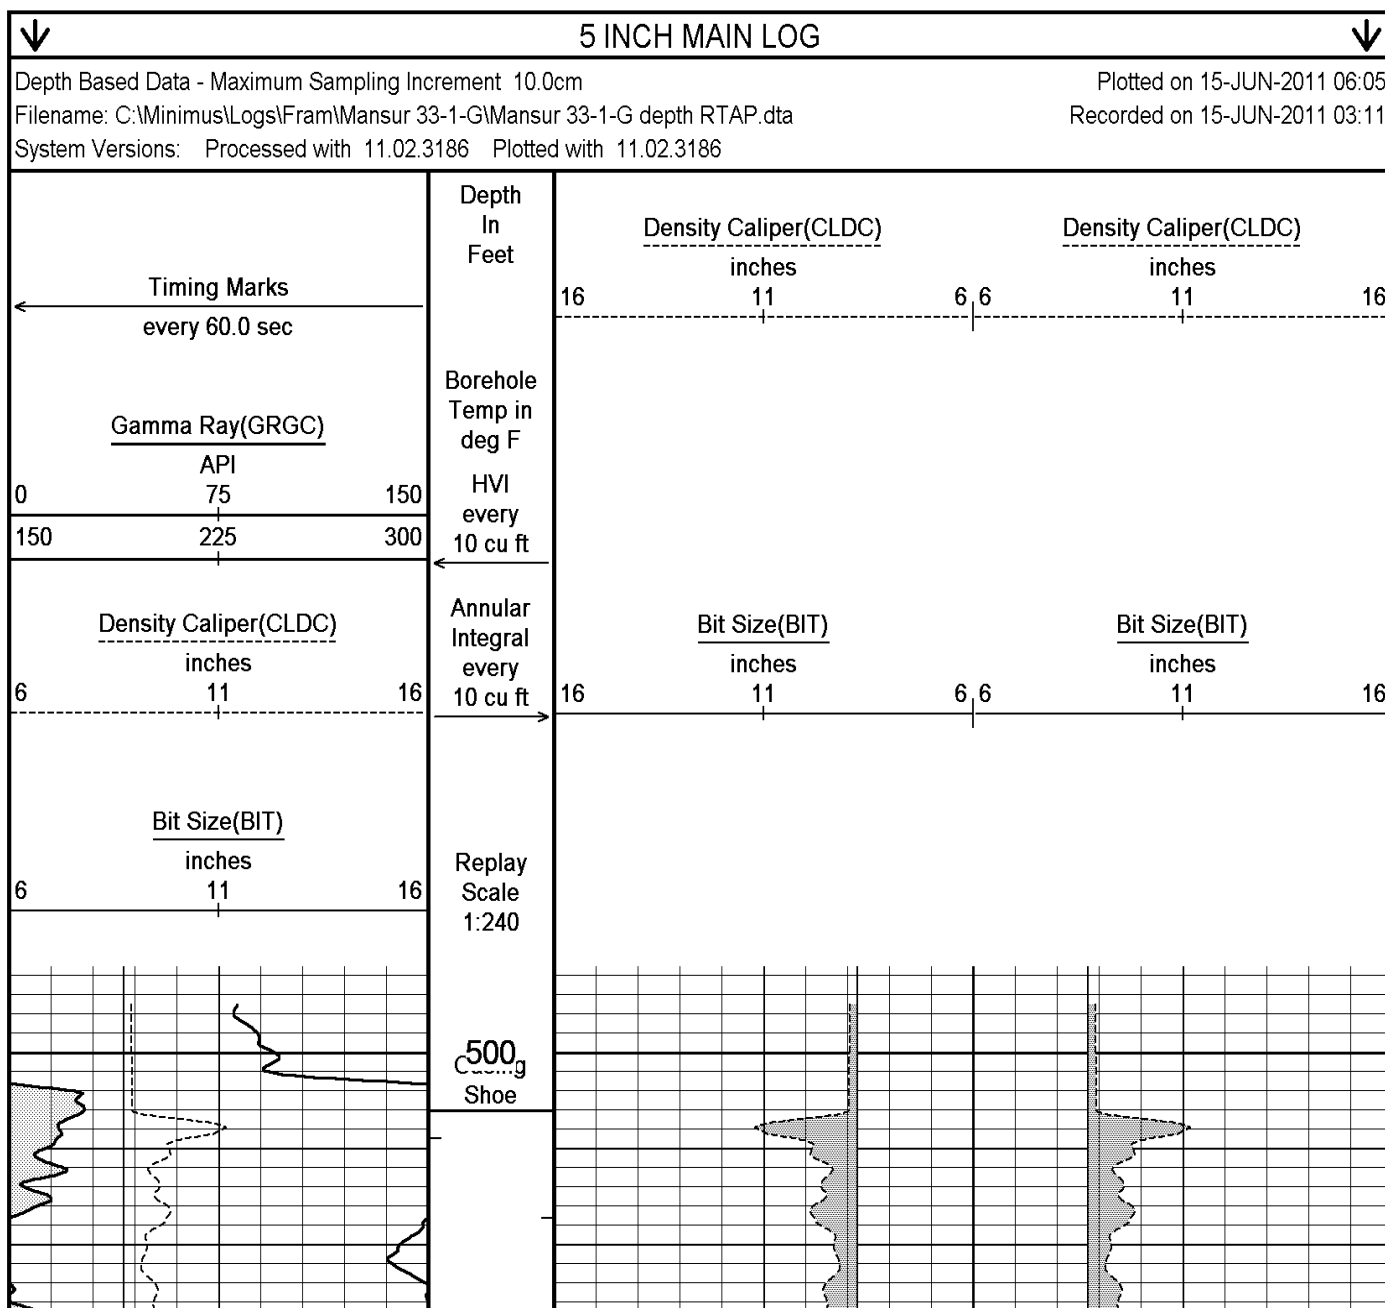 5 INCH MAIN LOG
Depth Based Data - Maximum Sampling Increment 10.0cm
Plotted on 15-JUN-2011 06:05
Filename: C:\Minimus\Logs\Fram\Mansur 33-1-G\Mansur 33-1-G depth RTAP.dta
Recorded on 15-JUN-2011 03:11
System Versions: Processed with 11.02.3186 Plotted with 11.02.3186
Timing Marks
every 60.0 sec
Gamma Ray(GRGC)
API
0 75 150
150 225 300
Density Caliper(CLDC)
inches
6 11 16
Bit Size(BIT)
inches
6 11 16
Depth
In
Feet
Borehole
Temp in
deg F
HVI
every
10 cu ft
Annular
Integral
every
10 cu ft
Replay
Scale
1:240
500
Casing
Shoe
Density Caliper(CLDC)
inches
16 11 6
Density Caliper(CLDC)
inches
6 11 16
Bit Size(BIT)
inches
16 11 6
Bit Size(BIT)
inches
6 11 16